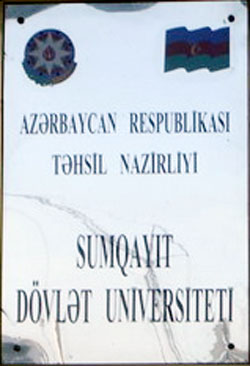 AZƏRBAYCAN RESPUBLİKASI
TƏHSİL NAZİRLİYİ
SUMQAYIT
DÖVLƏT UNİVERSİTETİ